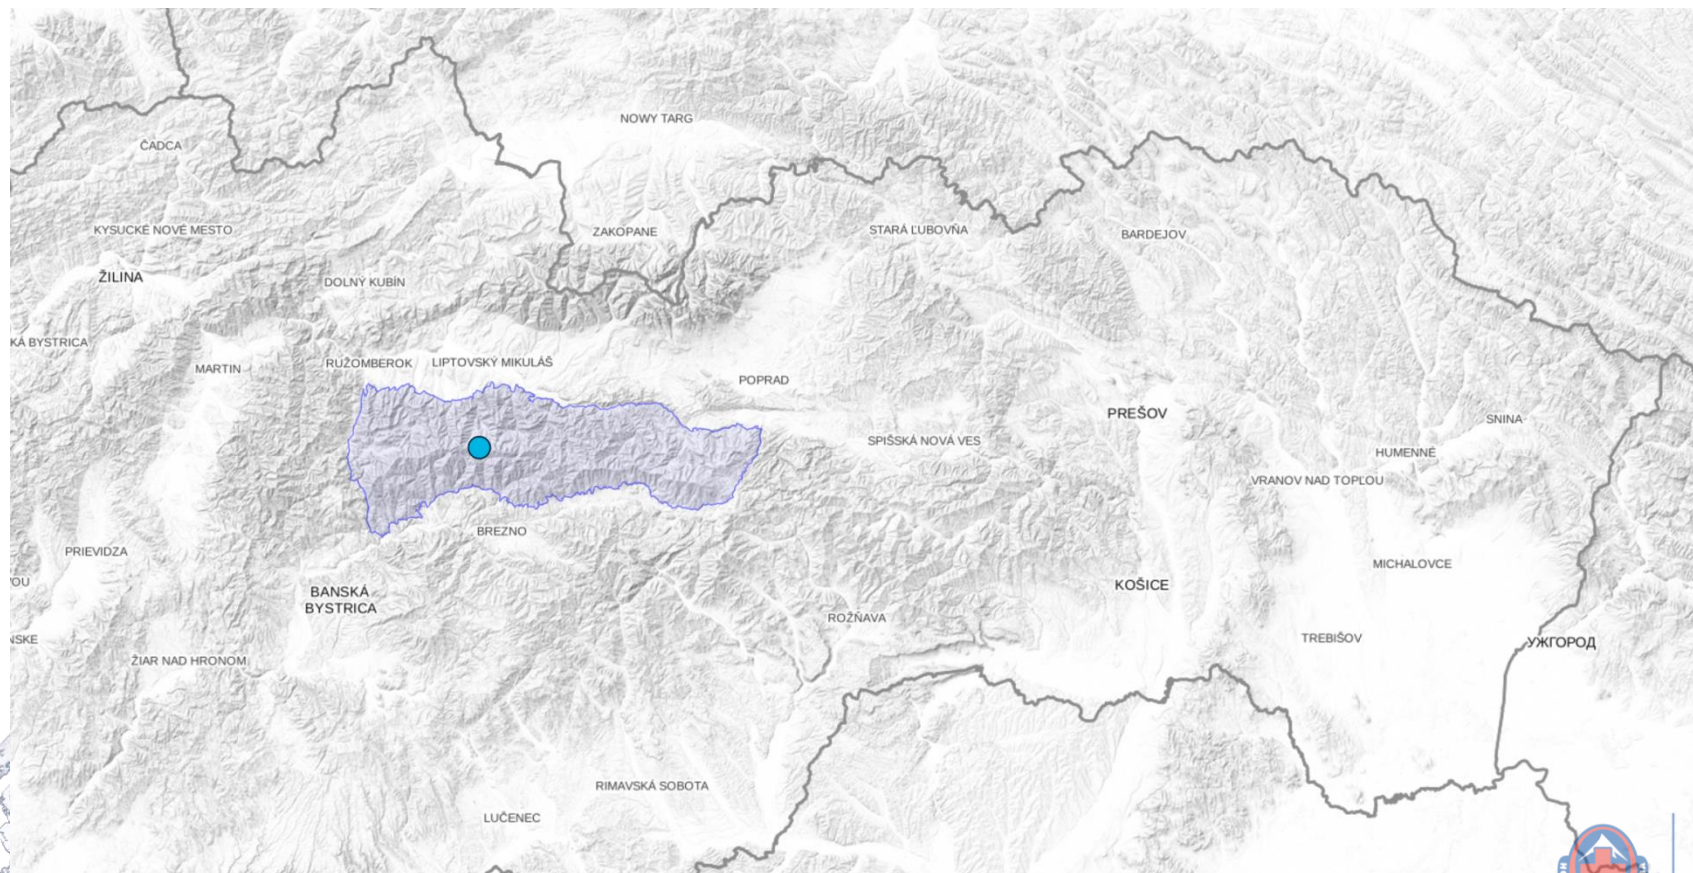 NOWY TARG
ČADCA
KYSUCKÉ NOVÉ MESTO
ZAKOPANE
STARÁ ĽUBOVŇA
BARDEJOV
ŽILINA
DOLNÝ KUBÍN
KÁ BYSTRICA
MARTIN
RUŽOMBEROK
LIPTOVSKÝ MIKULÁŠ
POPRAD
PREŠOV
SNINA
SPIŠSKÁ NOVÁ VES
HUMENNÉ
VRANOV NAD TOPĽOU
BREZNO
PRIEVIDZA
MICHALOVCE
OU
BANSKÁ
BYSTRICA
KOŠICE
ROŽŇAVA
NSKE
TREBIŠOV
УЖГОРОД
ŽIAR NAD HRONOM
RIMAVSKÁ SOBOTA
LUČENEC